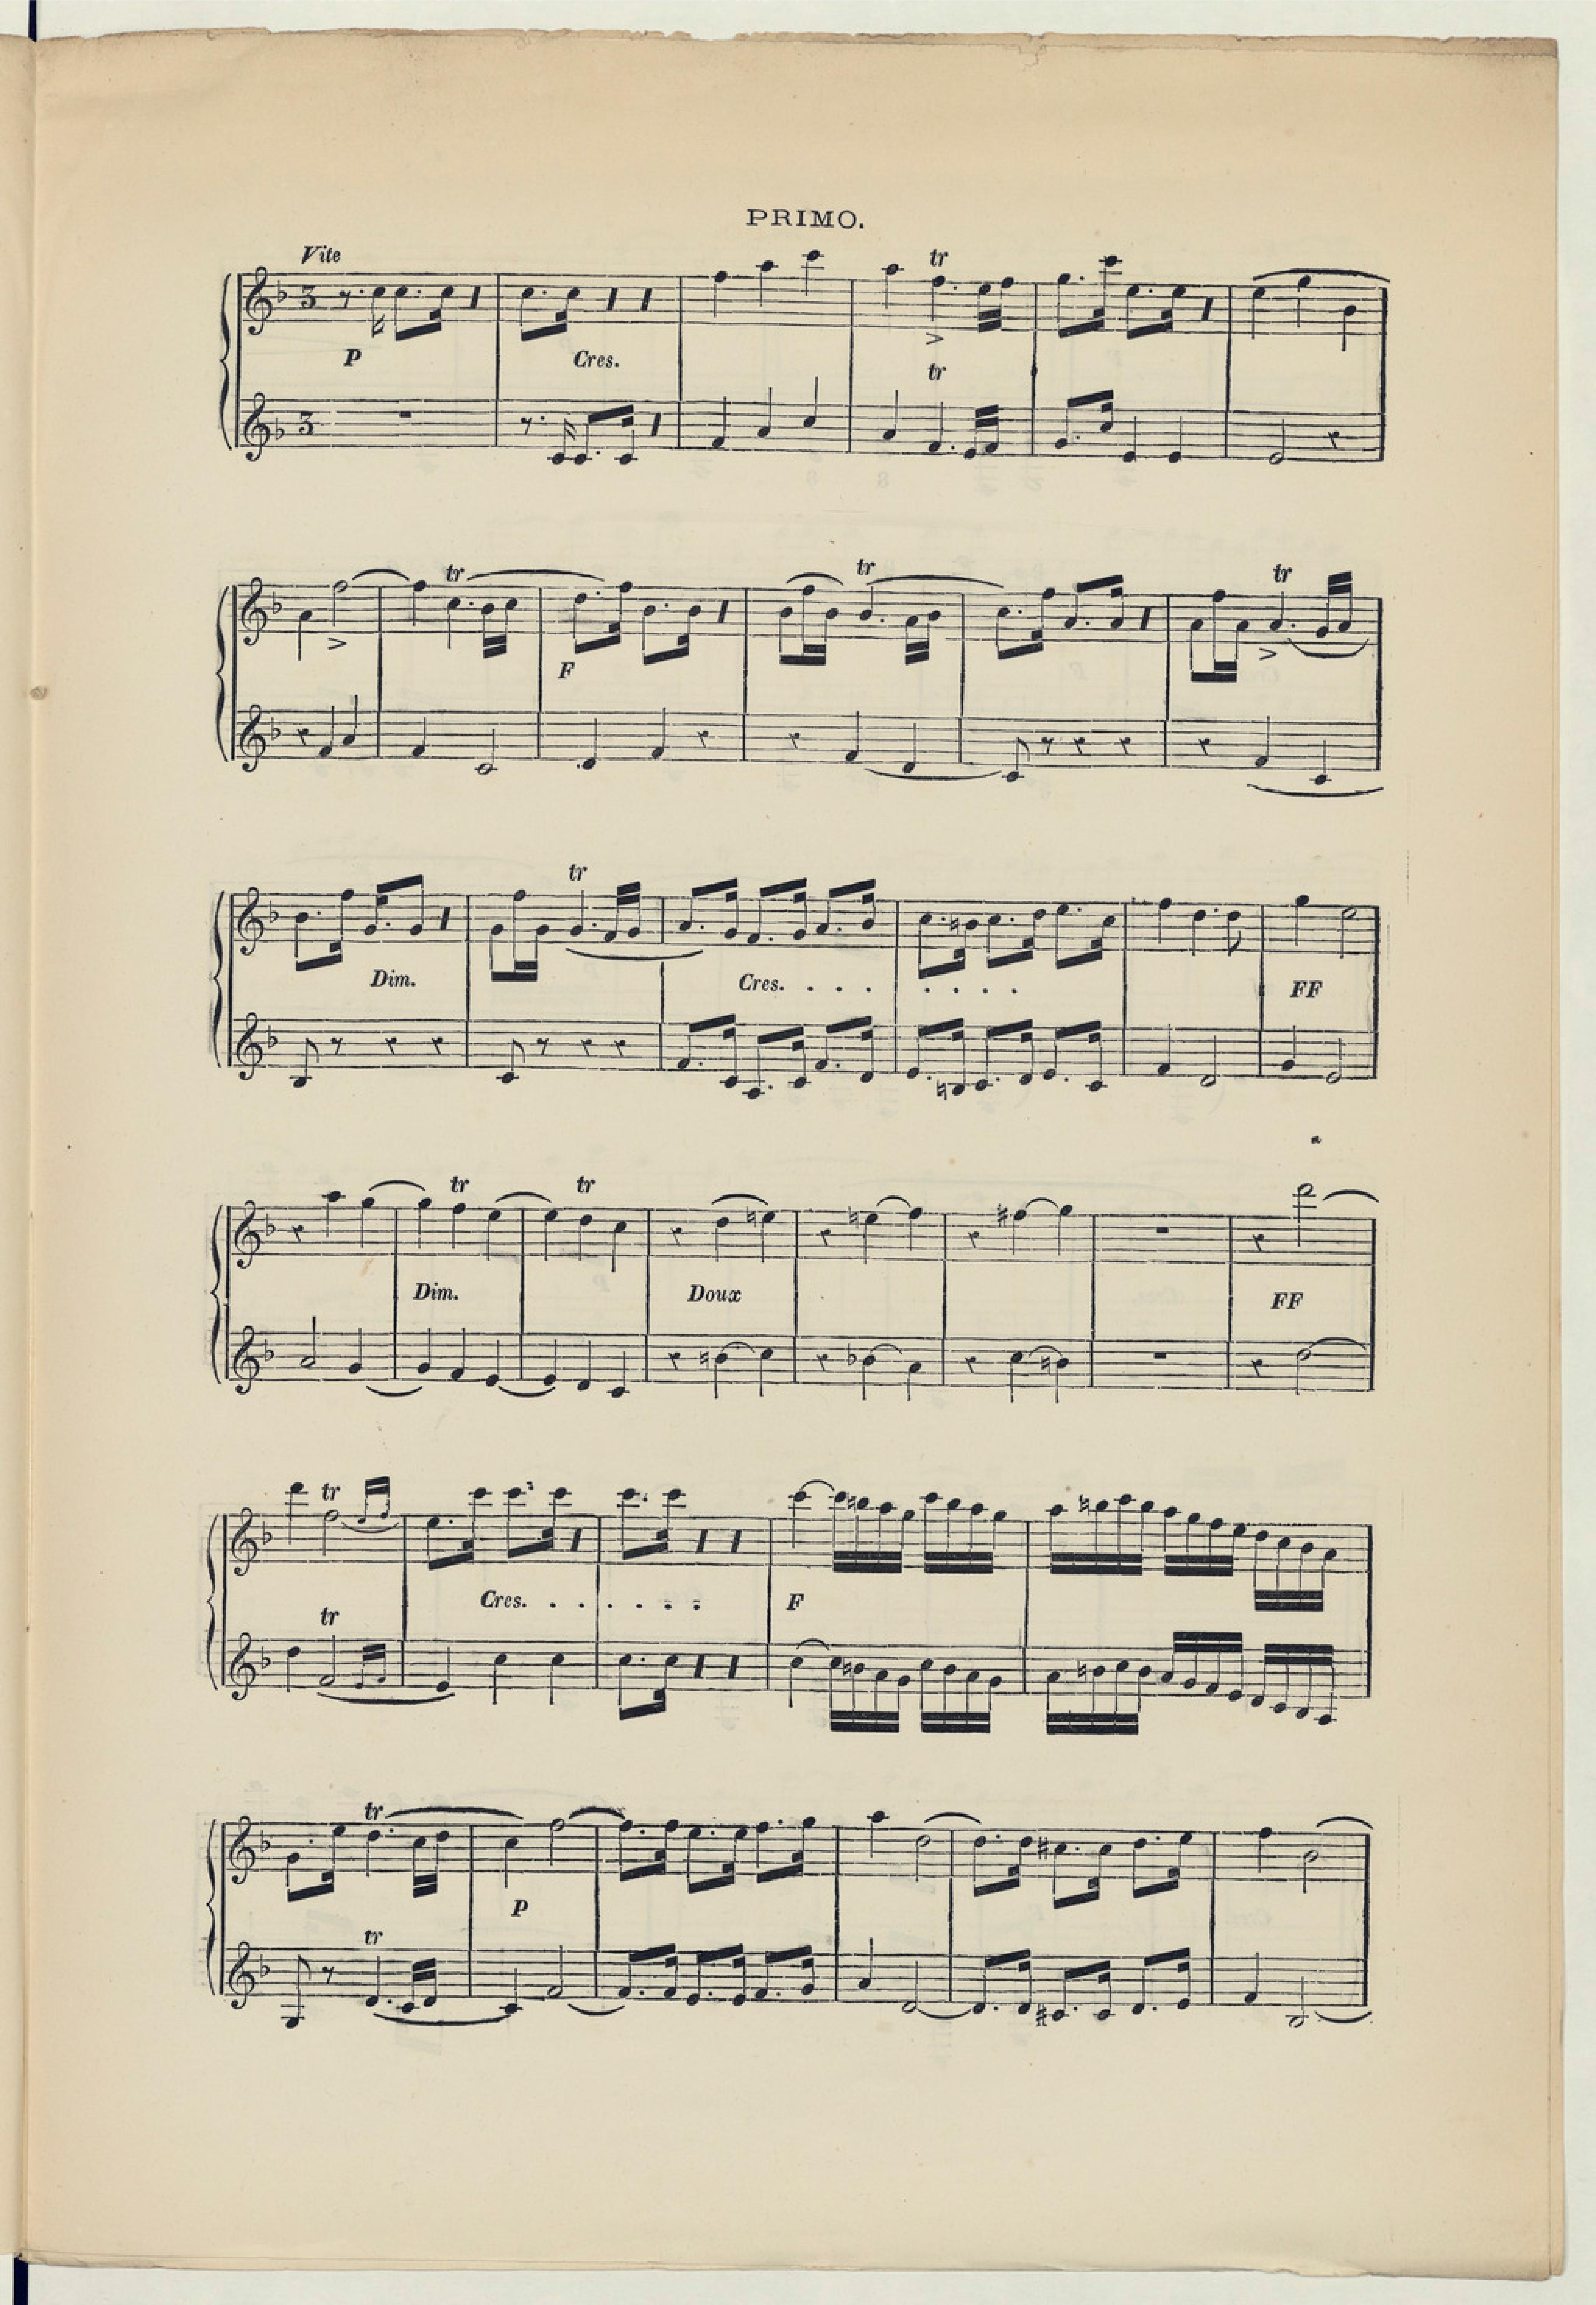 PRIMO.
Vite
tr
3
P
Cres.
tr
3
tr
tr
tr
F
tr
Dim.
Cres. . . . . . . .
FF
tr
tr
Dim.
Doux
FF
tr
Cres. . . . . . .
F
tr
tr
P
tr